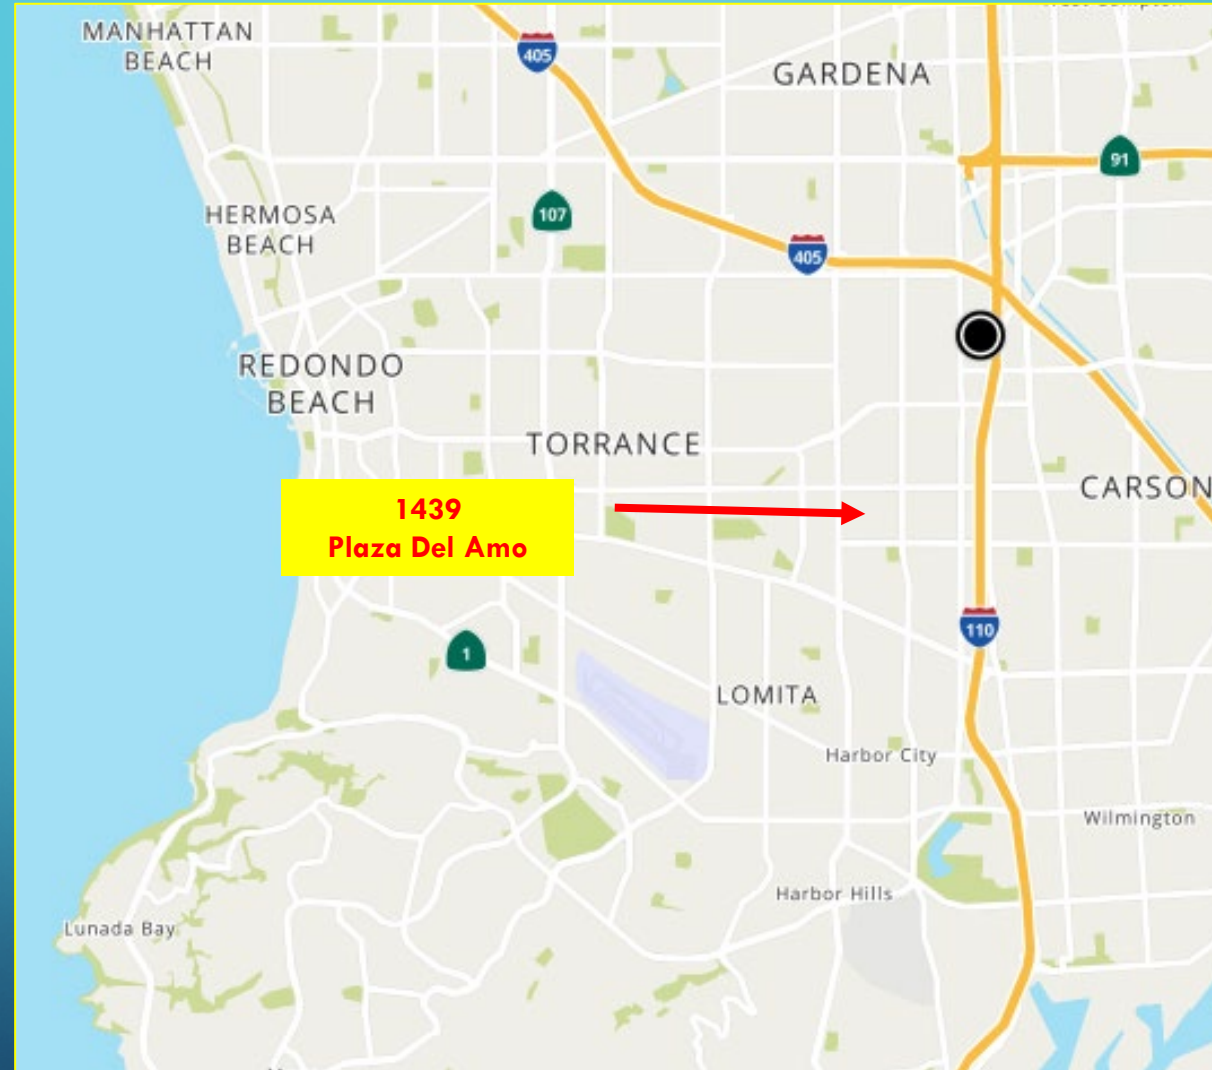 MANHATTAN
BEACH
405
GARDENA
91
107
HERMOSA
BEACH
405
REDONDO
BEACH
TORRANCE
CARSON
1439
Plaza Del Amo
110
1
LOMITA
Harbor City
Wilmington
Harbor Hills
Lunada Bay